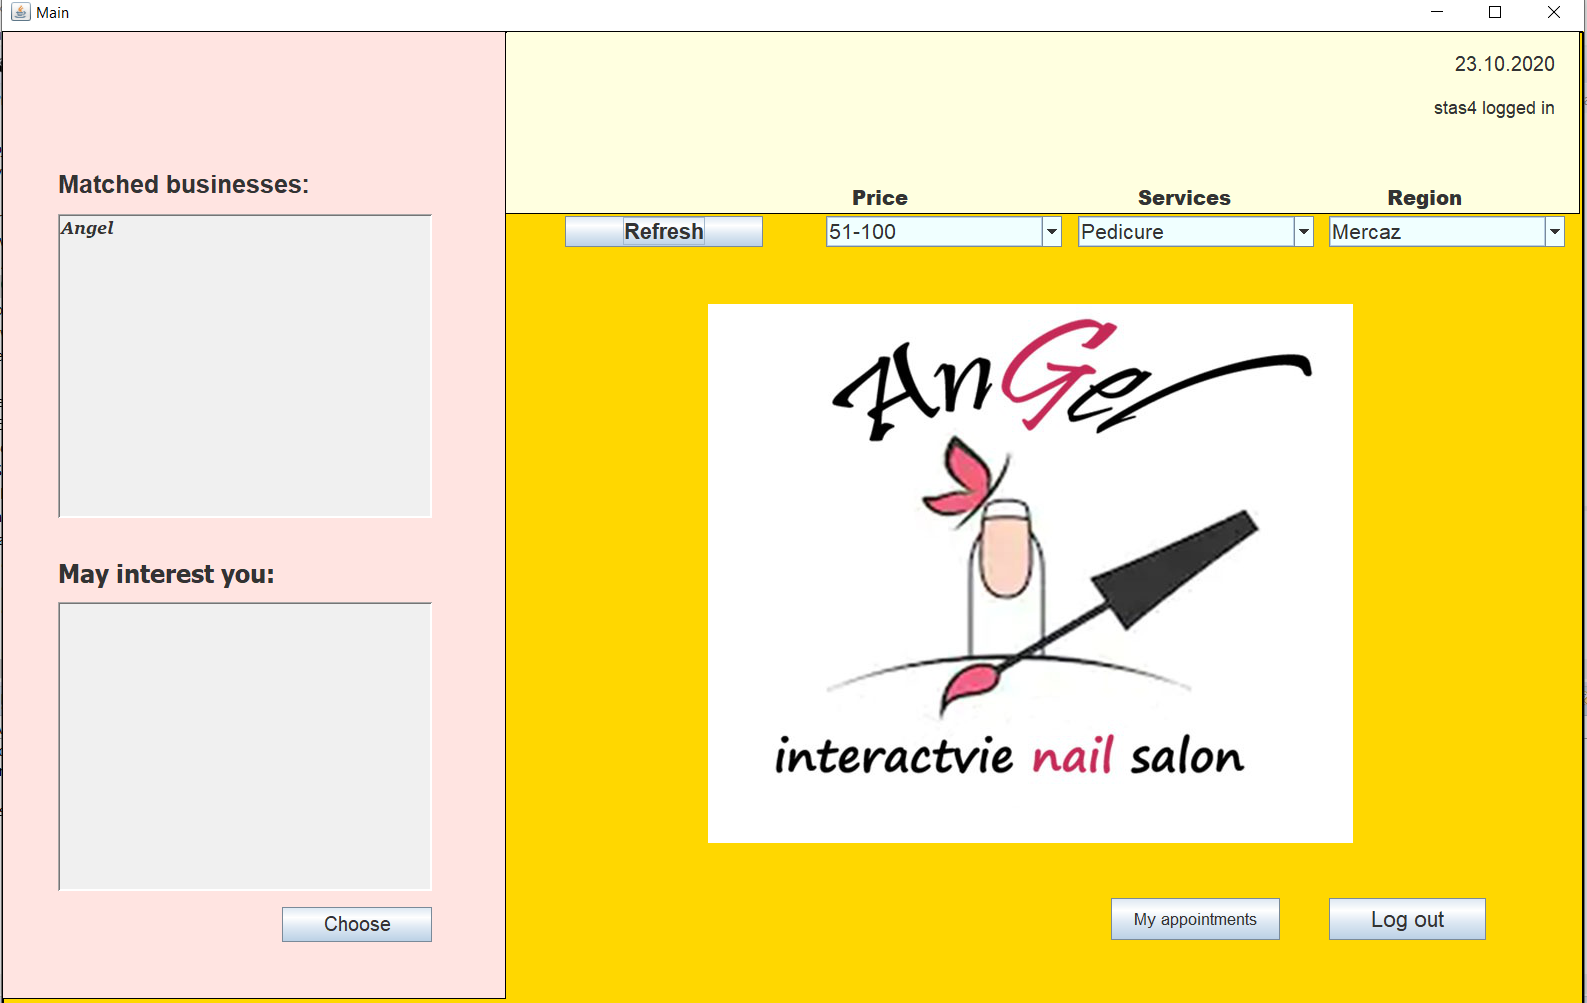 Main
23.10.2020
stas4 logged in
Matched businesses:
Angel
Price
Services
Region
Refresh
51-100
Pedicure
Mercaz
AnGel
interactvie nail salon
May interest you:
Choose
My appointments
Log out